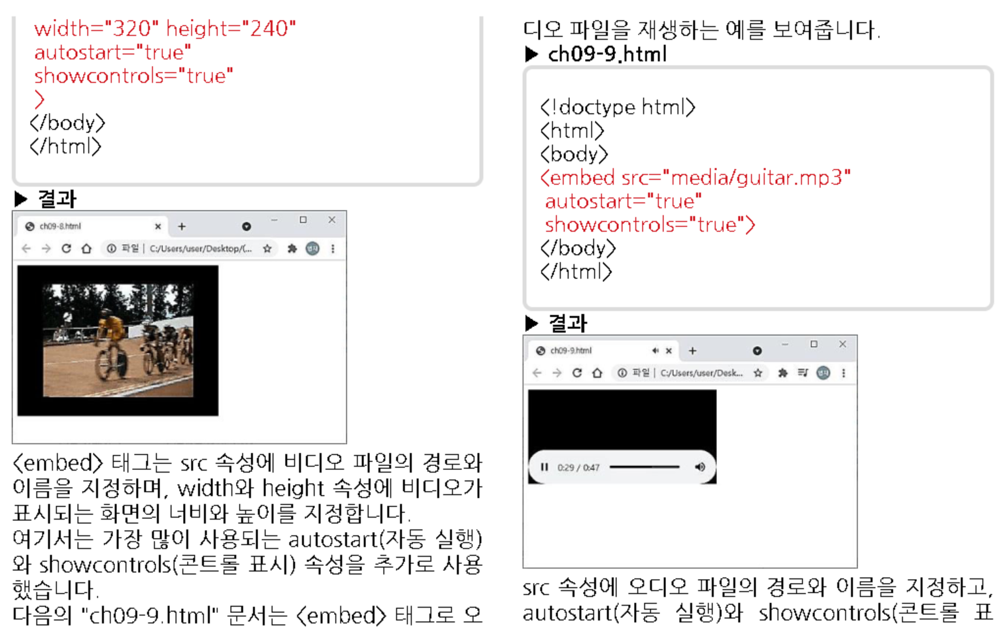 width="320" height="240"
autostart="true"
showcontrols="true"
>
</body>
</html>
▶ 결과
ch09-8.html
파일 | C:/Users/user/Desktop/(...
<embed> 태그는 src 속성에 비디오 파일의 경로와
이름을 지정하며, width와 height 속성에 비디오가
표시되는 화면의 너비와 높이를 지정합니다.
여기서는 가장 많이 사용되는 autostart(자동 실행)
와 showcontrols(콘트롤 표시) 속성을 추가로 사용
했습니다.
다음의 "ch09-9.html" 문서는 <embed> 태그로 오
디오 파일을 재생하는 예를 보여줍니다.
▶ ch09-9.html
<!doctype html>
<html>
<body>
<embed src="media/guitar.mp3"
autostart="true"
showcontrols="true">
</body>
</html>
▶ 결과
ch09-9.html
파일 | C:/Users/user/Desk...
0:29 / 0:47
src 속성에 오디오 파일의 경로와 이름을 지정하고,
autostart(자동 실행)와 showcontrols(콘트롤 표